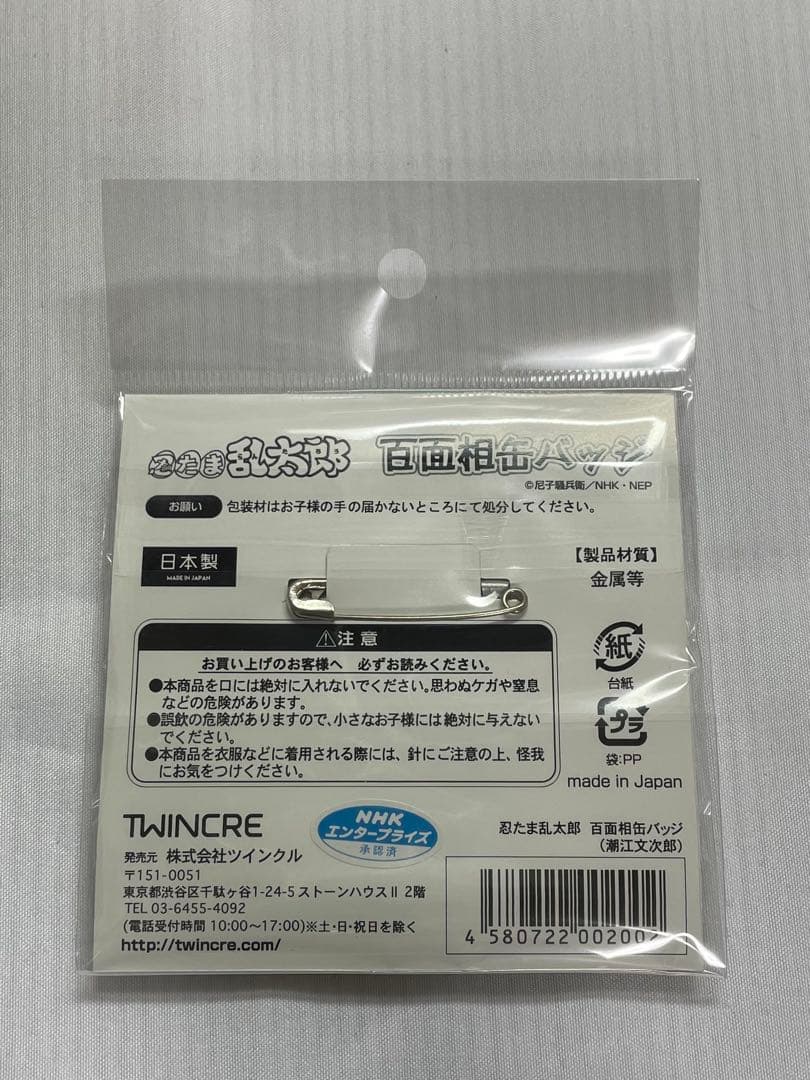 忍たま乱太郎 百面相缶バッジ
©尼子騒兵衛/NHK・NEP
お願い 包装材はお子様の手の届かないところにて処分してください。
日本製
MADE IN JAPAN
【製品材質】
金属等
⚠注意
お買い上げのお客様へ 必ずお読みください。
●本商品を口には絶対に入れないでください。思わぬケガや窒息
などの危険があります。
●誤飲の危険がありますので、小さなお子様には絶対に与えない
でください。
●本商品を衣服などに着用される際には、針にご注意の上、怪我
にお気をつけください。
紙
台紙
プラ
袋:PP
made in Japan
TWINCRE
NHK
エンタープライズ
承認済
忍たま乱太郎 百面相缶バッジ
(潮江文次郎)
発売元 株式会社ツインクル
〒151-0051
東京都渋谷区千駄ヶ谷1-24-5 ストーンハウスⅡ 2階
TEL 03-6455-4092
(電話受付時間 10:00〜17:00)※土・日・祝日を除く
http://twincre.com/
4 580722 00200